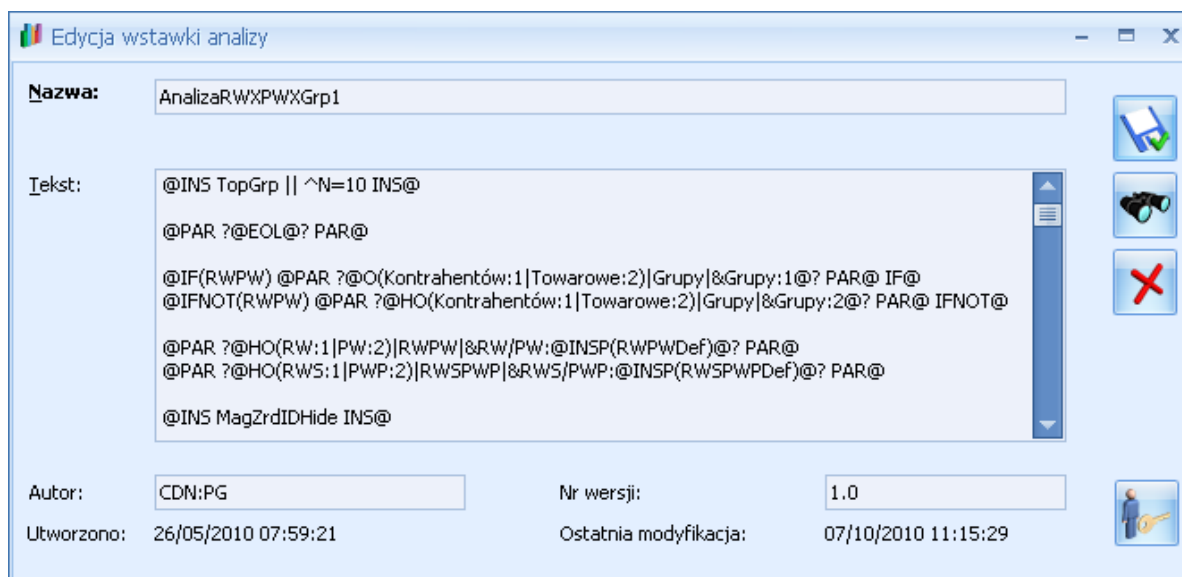 Edycja wstawki analizy
Nazwa: AnalizaRWXPWXGrp1
Tekst: @INS TopGrp || ^N=10 INS@
@PAR ?@EOL@? PAR@
@IF(RWPW) @PAR ?@O(Kontrahentów:1|Towarowe:2)|Grupy|&Grupy:1@? PAR@ IF@
@IFNOT(RWPW) @PAR ?@HO(Kontrahentów:1|Towarowe:2)|Grupy|&Grupy:2@? PAR@ IFNOT@
@PAR ?@HO(RW:1|PW:2)|RWPW|&RW/PW:@INSP(RWPWDef)@? PAR@
@PAR ?@HO(RWS:1|PWP:2)|RWSPWP|&RWS/PWP:@INSP(RWSPWPDef)@? PAR@
@INS MagZrdIDHide INS@
Autor: CDN:PG Nr wersji: 1.0
Utworzono: 26/05/2010 07:59:21 Ostatnia modyfikacja: 07/10/2010 11:15:29